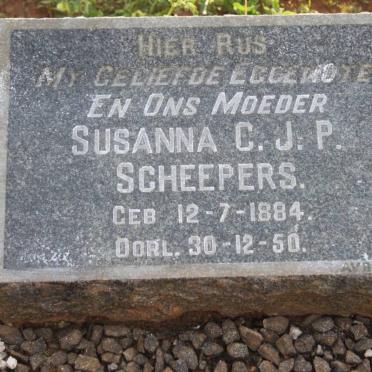 HIER RUS
MY GELIEFDE EGGENOTE
EN ONS MOEDER
SUSANNA C. J. P.
SCHEEPERS.
GEB 12-7-1884.
OORL. 30-12-50.